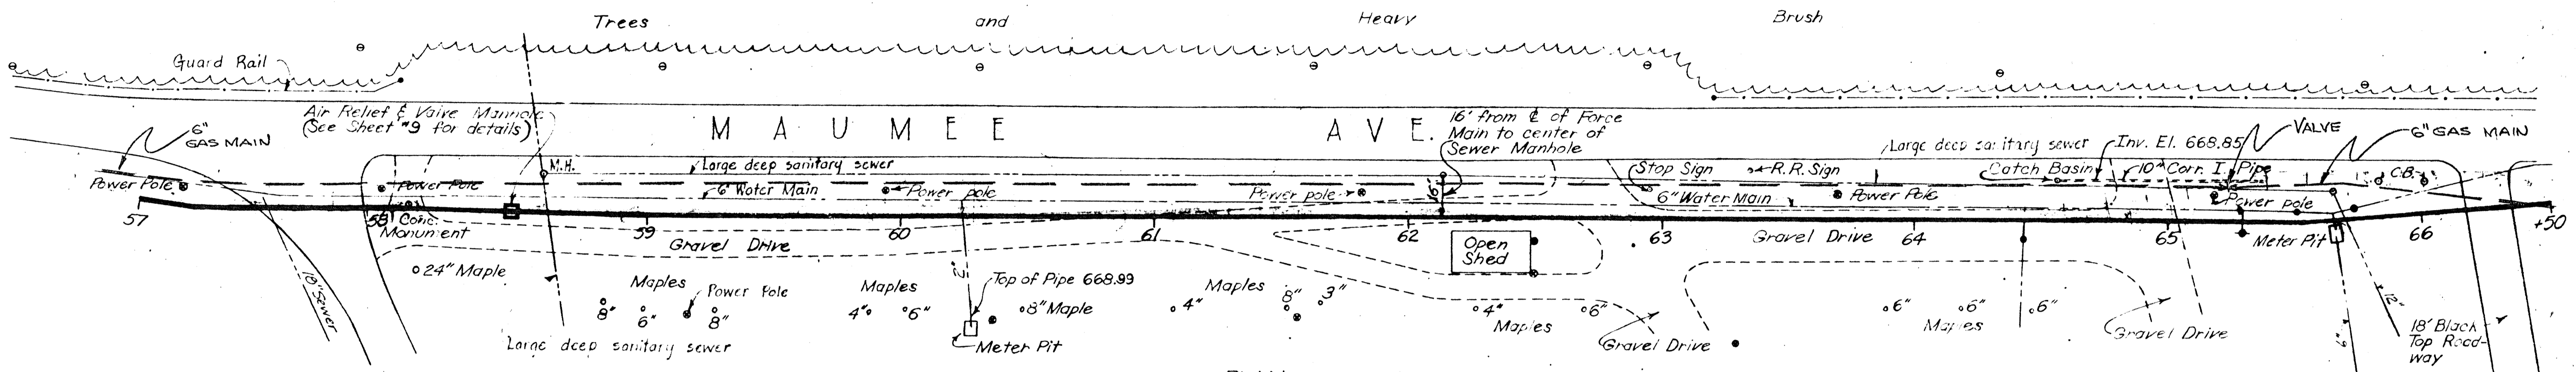 Trees and Heavy Brush
Guard Rail
Air Relief & Valve Manhole
(See Sheet #9 for details)
6"
GAS MAIN
MAUMEE AVE.
16' from ℄ of Force
Main to center of
Sewer Manhole
Large deep sanitary sewer
Inv. El. 668.85
VALVE
6" GAS MAIN
M.H.
Large deep sanitary sewer
Stop Sign
R.R. Sign
Catch Basin
10" Corr. I. Pipe
C.B.
Power Pole
Power Pole
6" Water Main
Power pole
Power pole
16'
6" Water Main
Power Pole
Power pole
57
58
Conc.
Monument
59
60
61
62
63
64
65
66
+50
Gravel Drive
Open
Shed
Gravel Drive
Meter Pit
24" Maple
Maples
Power Pole
8"
6"
8"
Maples
4"
6"
Top of Pipe 668.99
8" Maple
4"
Maples
8"
3"
4"
6"
Maples
6"
6"
6"
Maples
18" Sewer
Large deep sanitary sewer
Meter Pit
Gravel Drive
Gravel Drive
12"
18' Black
Top Road-
way